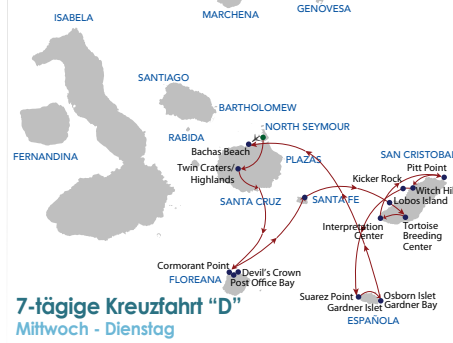 ISABELA
MARCHENA
GENOVESA
SANTIAGO
BARTHOLOMEW
RABIDA
NORTH SEYMOUR
Bachas Beach
FERNANDINA
Twin Craters/
Highlands
PLAZAS
SAN CRISTOBA
Pitt Point
Kicker Rock
Witch Hi
Lobos Island
SANTA CRUZ
SANTA FE
Interpretation
Center
Tortoise
Breeding
Center
Cormorant Point
Devil's Crown
FLOREANA
Post Office Bay
Suarez Point
Gardner Islet
Osborn Islet
Gardner Bay
ESPAÑOLA
7-tägige Kreuzfahrt “D”
Mittwoch - Dienstag